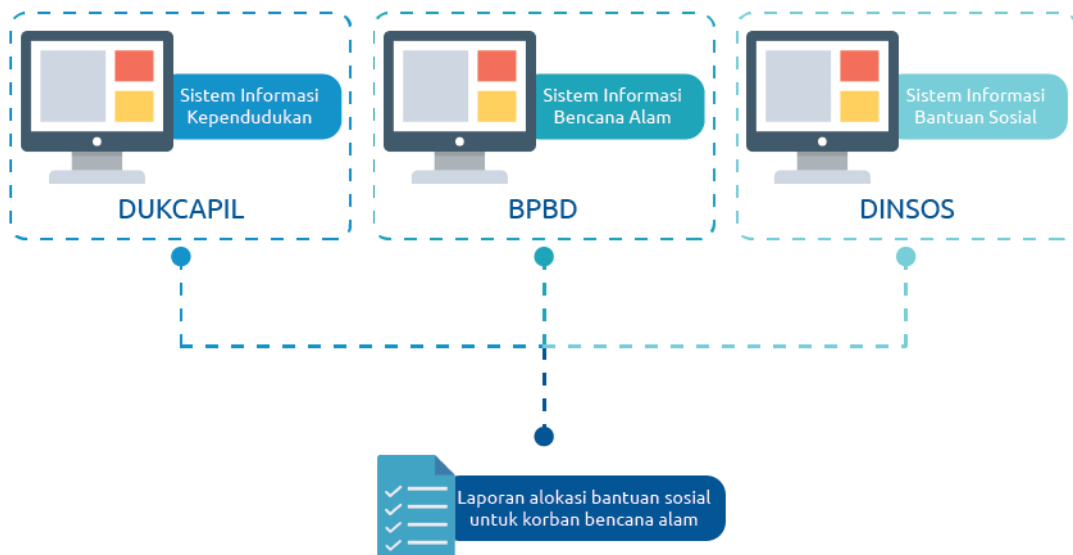 Sistem Informasi
Kependudukan
DUKCAPIL
Sistem Informasi
Bencana Alam
BPBD
Sistem Informasi
Bantuan Sosial
DINSOS
Laporan alokasi bantuan sosial
untuk korban bencana alam